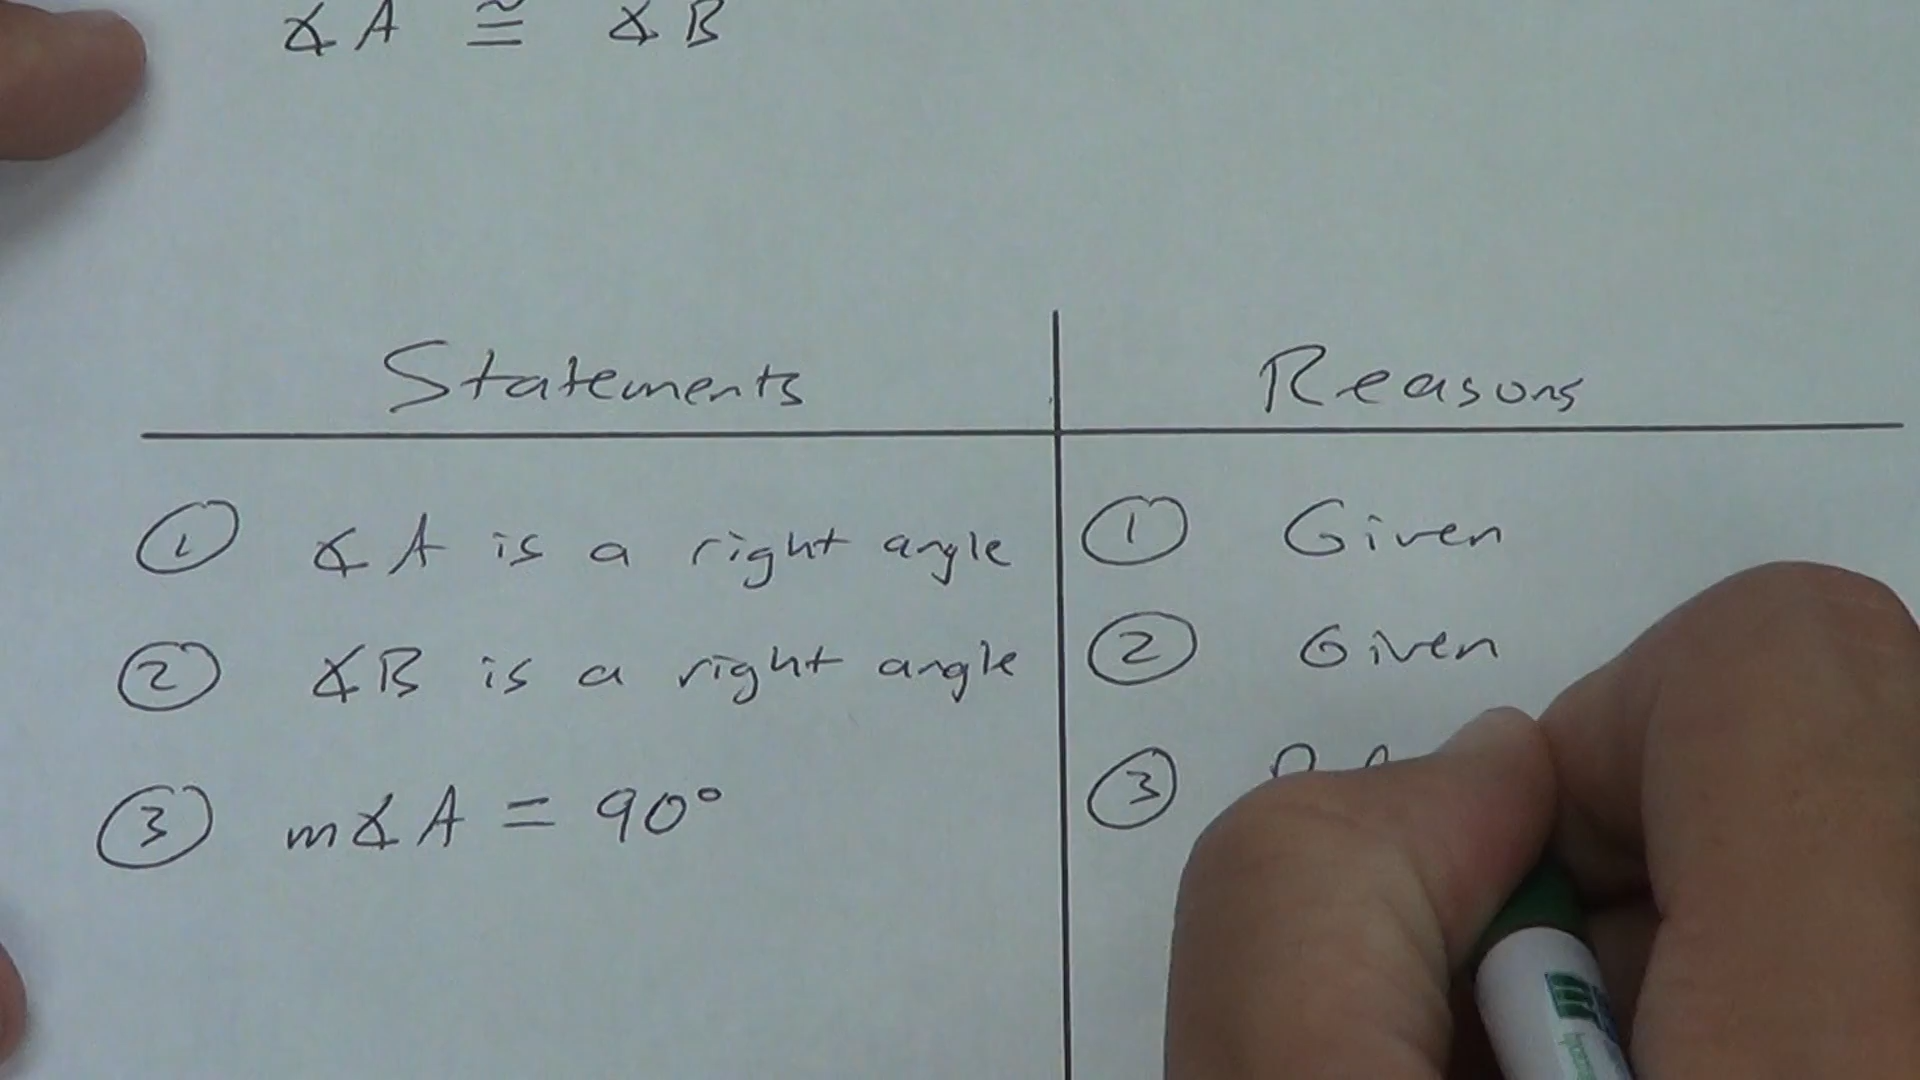 ∡A ≅ ∡B
Statements
Reasons
① ∡A is a right angle
① Given
② ∡B is a right angle
② Given
③ m∡A = 90°
③